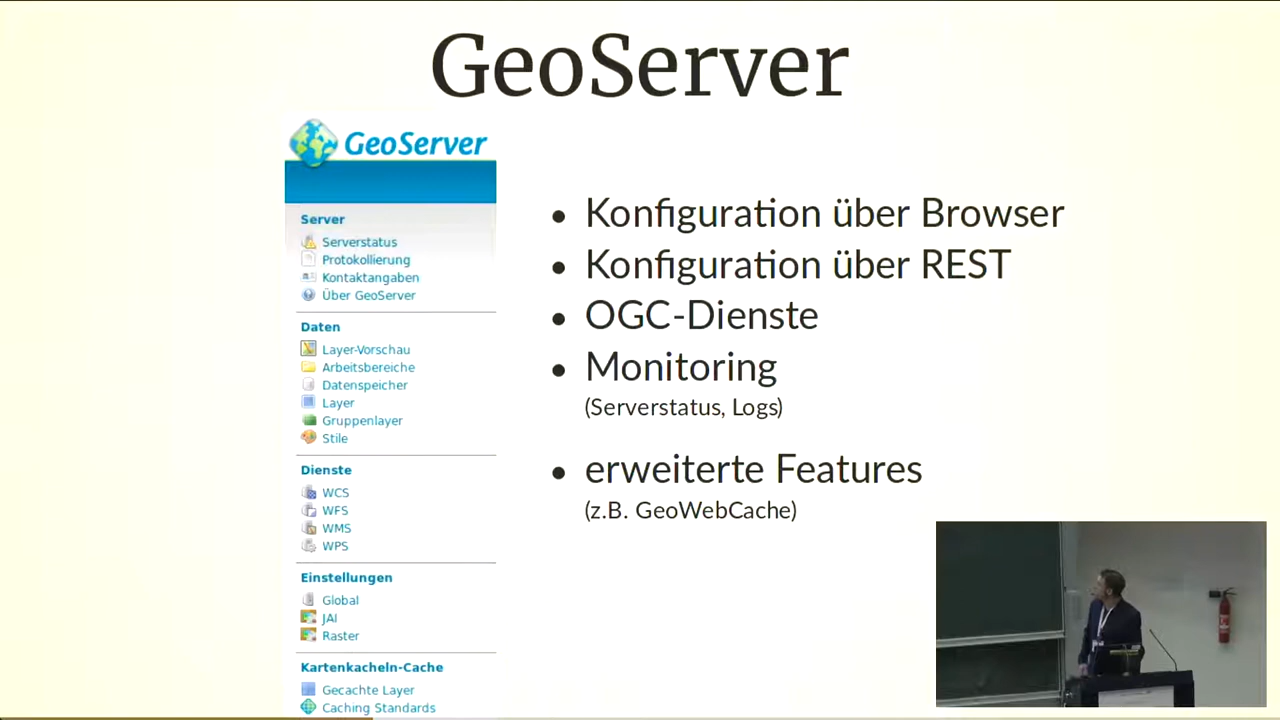 GeoServer
GeoServer
Server
Serverstatus
Protokollierung
Kontaktangaben
Über GeoServer
Daten
Layer-Vorschau
Arbeitsbereiche
Datenspeicher
Layer
Gruppenlayer
Stile
Dienste
WCS
WFS
WMS
WPS
Einstellungen
Global
JAI
Raster
Kartenkacheln-Cache
Gecachte Layer
Caching Standards
• Konfiguration über Browser
• Konfiguration über REST
• OGC-Dienste
• Monitoring
(Serverstatus, Logs)
• erweiterte Features
(z.B. GeoWebCache)